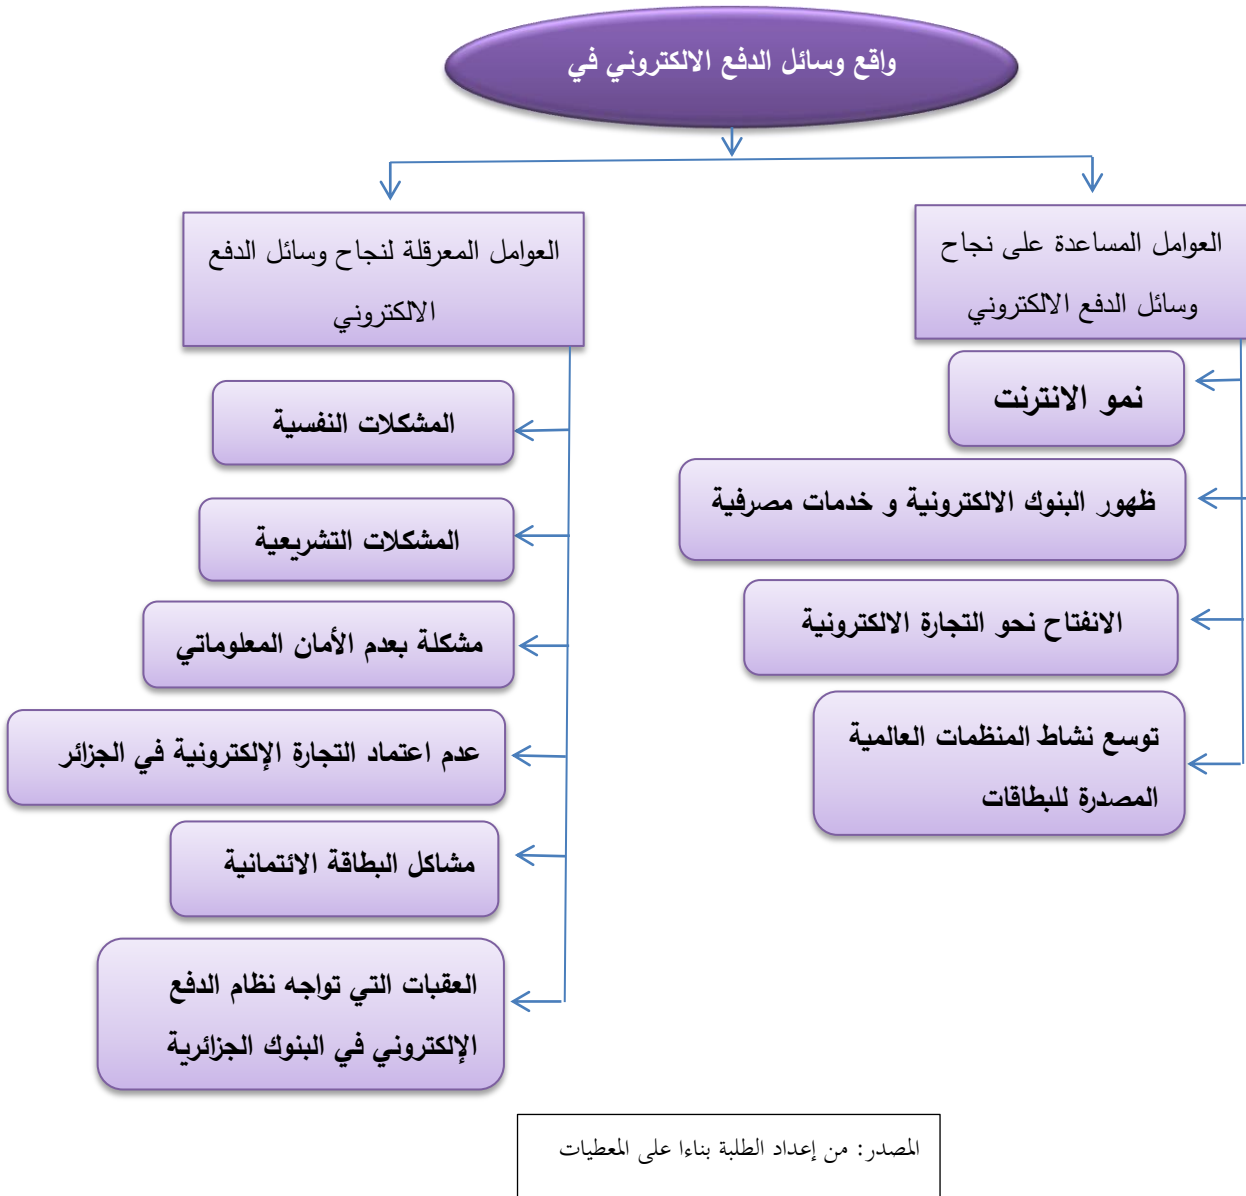 واقع وسائل الدفع الالكتروني في
العوامل المساعدة على نجاح
وسائل الدفع الالكتروني
نمو الانترنت
ظهور البنوك الالكترونية و خدمات مصرفية
الانفتاح نحو التجارة الالكترونية
توسع نشاط المنظمات العالمية
المصدرة للبطاقات
العوامل المعرقلة لنجاح وسائل الدفع
الالكتروني
المشكلات النفسية
المشكلات التشريعية
مشكلة بعدم الأمان المعلوماتي
عدم اعتماد التجارة الإلكترونية في الجزائر
مشاكل البطاقة الائتمانية
العقبات التي تواجه نظام الدفع
الإلكتروني في البنوك الجزائرية
المصدر: من إعداد الطلبة بناءا على المعطيات